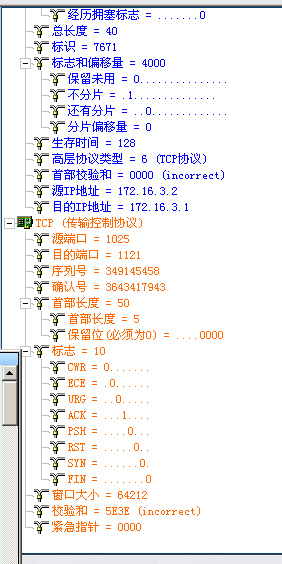 经历拥塞标志 = .......0
总长度 = 40
标识 = 7671
标志和偏移量 = 4000
保留未用 = 0...............
不分片 = .1..............
还有分片 = ..0.............
分片偏移量 = 0
生存时间 = 128
高层协议类型 = 6 (TCP协议)
首部校验和 = 0000 (incorrect)
源IP地址 = 172.16.3.2
目的IP地址 = 172.16.3.1
TCP (传输控制协议)
源端口 = 1025
目的端口 = 1121
序列号 = 349145458
确认号 = 3643417943
首部长度 = 50
首部长度 = 5
保留位(必须为0) = ....0000
标志 = 10
CWR = 0.......
ECE = .0......
URG = ..0.....
ACK = ...1....
PSH = ....0...
RST = .....0..
SYN = ......0.
FIN = .......0
窗口大小 = 64212
校验和 = 5E3E (incorrect)
紧急指针 = 0000